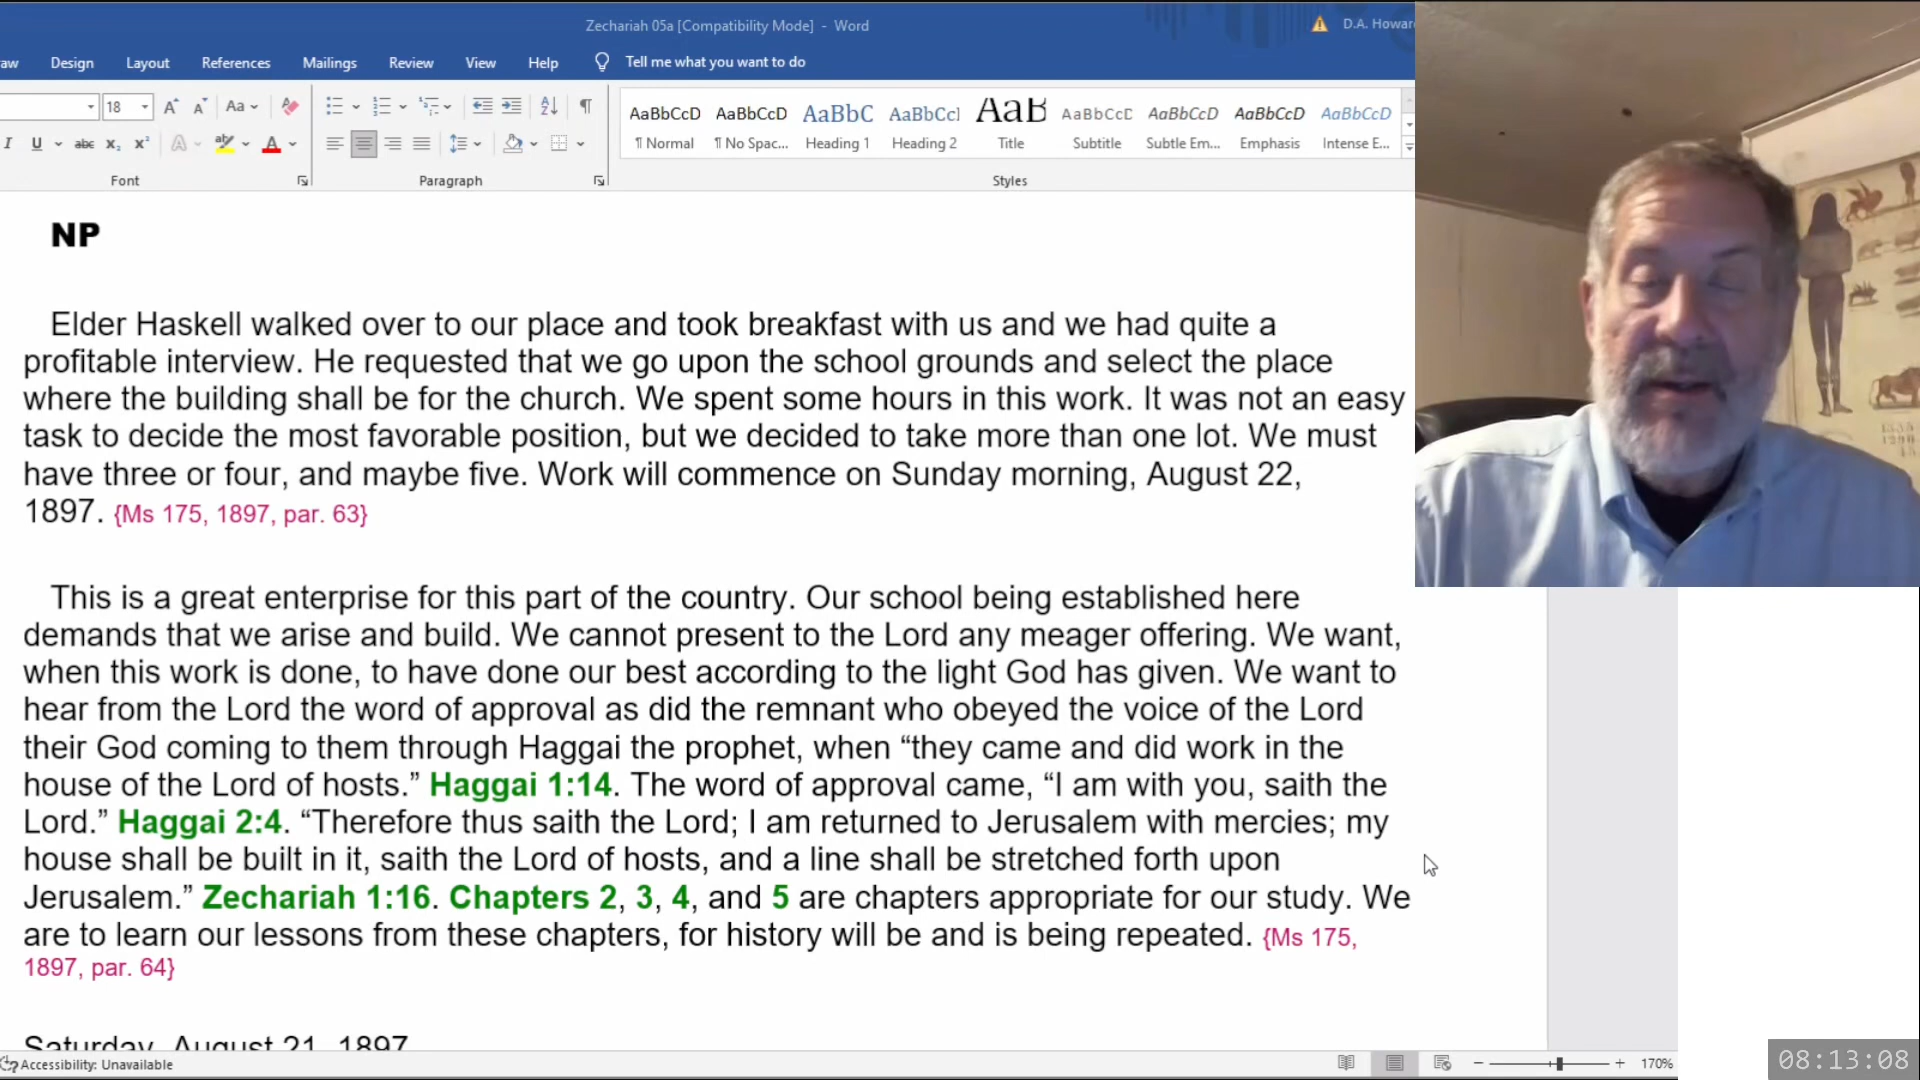 Zechariah 05a [Compatibility Mode] - Word
D.A. Howar
aw Design Layout References Mailings Review View Help Tell me what you want to do
18
Aa
AaBbCcD AaBbCcD AaBbC AaBbCcl AaB AaBbCcD AaBbCcD AaBbCcD AaBbCcD
¶ Normal ¶ No Spac... Heading 1 Heading 2 Title Subtitle Subtle Em... Emphasis Intense E...
Font Paragraph Styles
NP
Elder Haskell walked over to our place and took breakfast with us and we had quite a
profitable interview. He requested that we go upon the school grounds and select the place
where the building shall be for the church. We spent some hours in this work. It was not an easy
task to decide the most favorable position, but we decided to take more than one lot. We must
have three or four, and maybe five. Work will commence on Sunday morning, August 22,
1897. {Ms 175, 1897, par. 63}
This is a great enterprise for this part of the country. Our school being established here
demands that we arise and build. We cannot present to the Lord any meager offering. We want,
when this work is done, to have done our best according to the light God has given. We want to
hear from the Lord the word of approval as did the remnant who obeyed the voice of the Lord
their God coming to them through Haggai the prophet, when “they came and did work in the
house of the Lord of hosts.” Haggai 1:14. The word of approval came, “I am with you, saith the
Lord.” Haggai 2:4. “Therefore thus saith the Lord; I am returned to Jerusalem with mercies; my
house shall be built in it, saith the Lord of hosts, and a line shall be stretched forth upon
Jerusalem.” Zechariah 1:16. Chapters 2, 3, 4, and 5 are chapters appropriate for our study. We
are to learn our lessons from these chapters, for history will be and is being repeated. {Ms 175,
1897, par. 64}
Saturday, August 21, 1897
Accessibility: Unavailable
170%
08:13:08